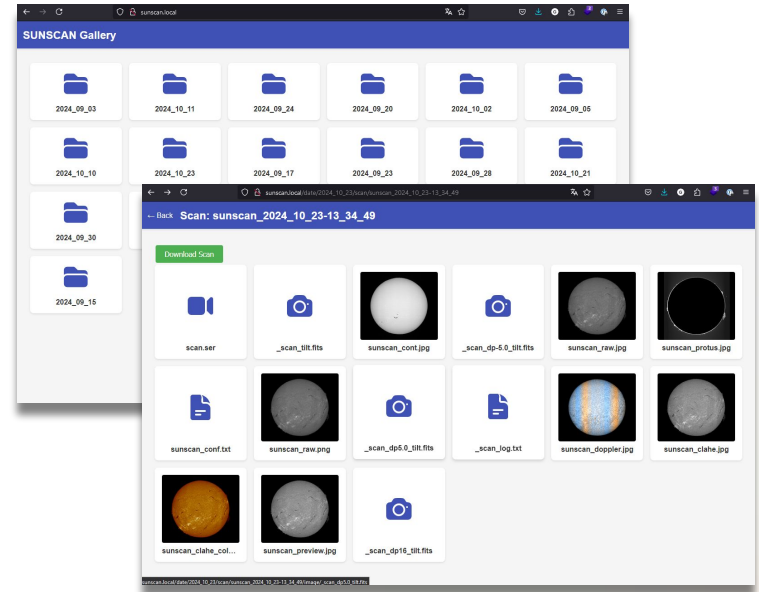 sunscan.local
SUNSCAN Gallery
2024_09_03
2024_10_11
2024_09_24
2024_09_20
2024_10_02
2024_09_05
2024_10_10
2024_10_23
2024_09_17
2024_09_23
2024_09_28
2024_10_21
2024_09_30
2024_09_15
sunscan.local/date/2024_10_23/scan/sunscan_2024_10_23-13_34_49
← Back Scan: sunscan_2024_10_23-13_34_49
Download Scan
scan.ser
_scan_tilt.fits
sunscan_cont.jpg
_scan_dp-5.0_tilt.fits
sunscan_raw.jpg
sunscan_protus.jpg
sunscan_conf.txt
sunscan_raw.png
_scan_dp5.0_tilt.fits
_scan_log.txt
sunscan_doppler.jpg
sunscan_clahe.jpg
sunscan_clahe_col...
sunscan_preview.jpg
_scan_dp16_tilt.fits
sunscan.local/date/2024_10_23/scan/sunscan_2024_10_23-13_34_49/image/_scan_dp5.0_tilt.fits